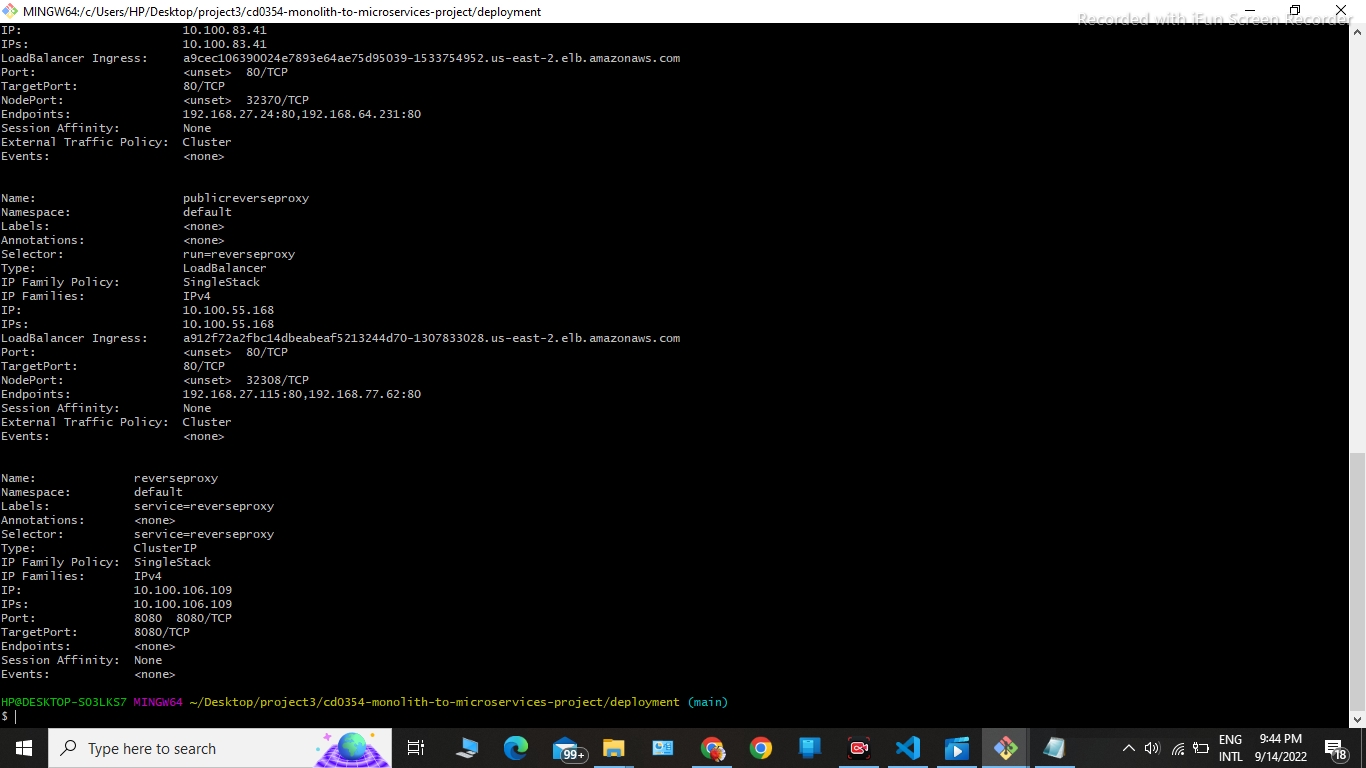 MINGW64:/c/Users/HP/Desktop/project3/cd0354-monolith-to-microservices-project/deployment
Recorded with iFun Screen Recorder
IP: 10.100.83.41
IPs: 10.100.83.41
LoadBalancer Ingress: a9cec106390024e7893e64ae75d95039-1533754952.us-east-2.elb.amazonaws.com
Port: <unset> 80/TCP
TargetPort: 80/TCP
NodePort: <unset> 32370/TCP
Endpoints: 192.168.27.24:80,192.168.64.231:80
Session Affinity: None
External Traffic Policy: Cluster
Events: <none>
Name: publicreverseproxy
Namespace: default
Labels: <none>
Annotations: <none>
Selector: run=reverseproxy
Type: LoadBalancer
IP Family Policy: SingleStack
IP Families: IPv4
IP: 10.100.55.168
IPs: 10.100.55.168
LoadBalancer Ingress: a912f72a2fbc14dbeabeaf5213244d70-1307833028.us-east-2.elb.amazonaws.com
Port: <unset> 80/TCP
TargetPort: 80/TCP
NodePort: <unset> 32308/TCP
Endpoints: 192.168.27.115:80,192.168.77.62:80
Session Affinity: None
External Traffic Policy: Cluster
Events: <none>
Name: reverseproxy
Namespace: default
Labels: service=reverseproxy
Annotations: <none>
Selector: service=reverseproxy
Type: ClusterIP
IP Family Policy: SingleStack
IP Families: IPv4
IP: 10.100.106.109
IPs: 10.100.106.109
Port: 8080 8080/TCP
TargetPort: 8080/TCP
Endpoints: <none>
Session Affinity: None
Events: <none>
HP@DESKTOP-SO3LKS7 MINGW64 ~/Desktop/project3/cd0354-monolith-to-microservices-project/deployment (main)
$
Type here to search
99+
ENG
INTL
9:44 PM
9/14/2022
18